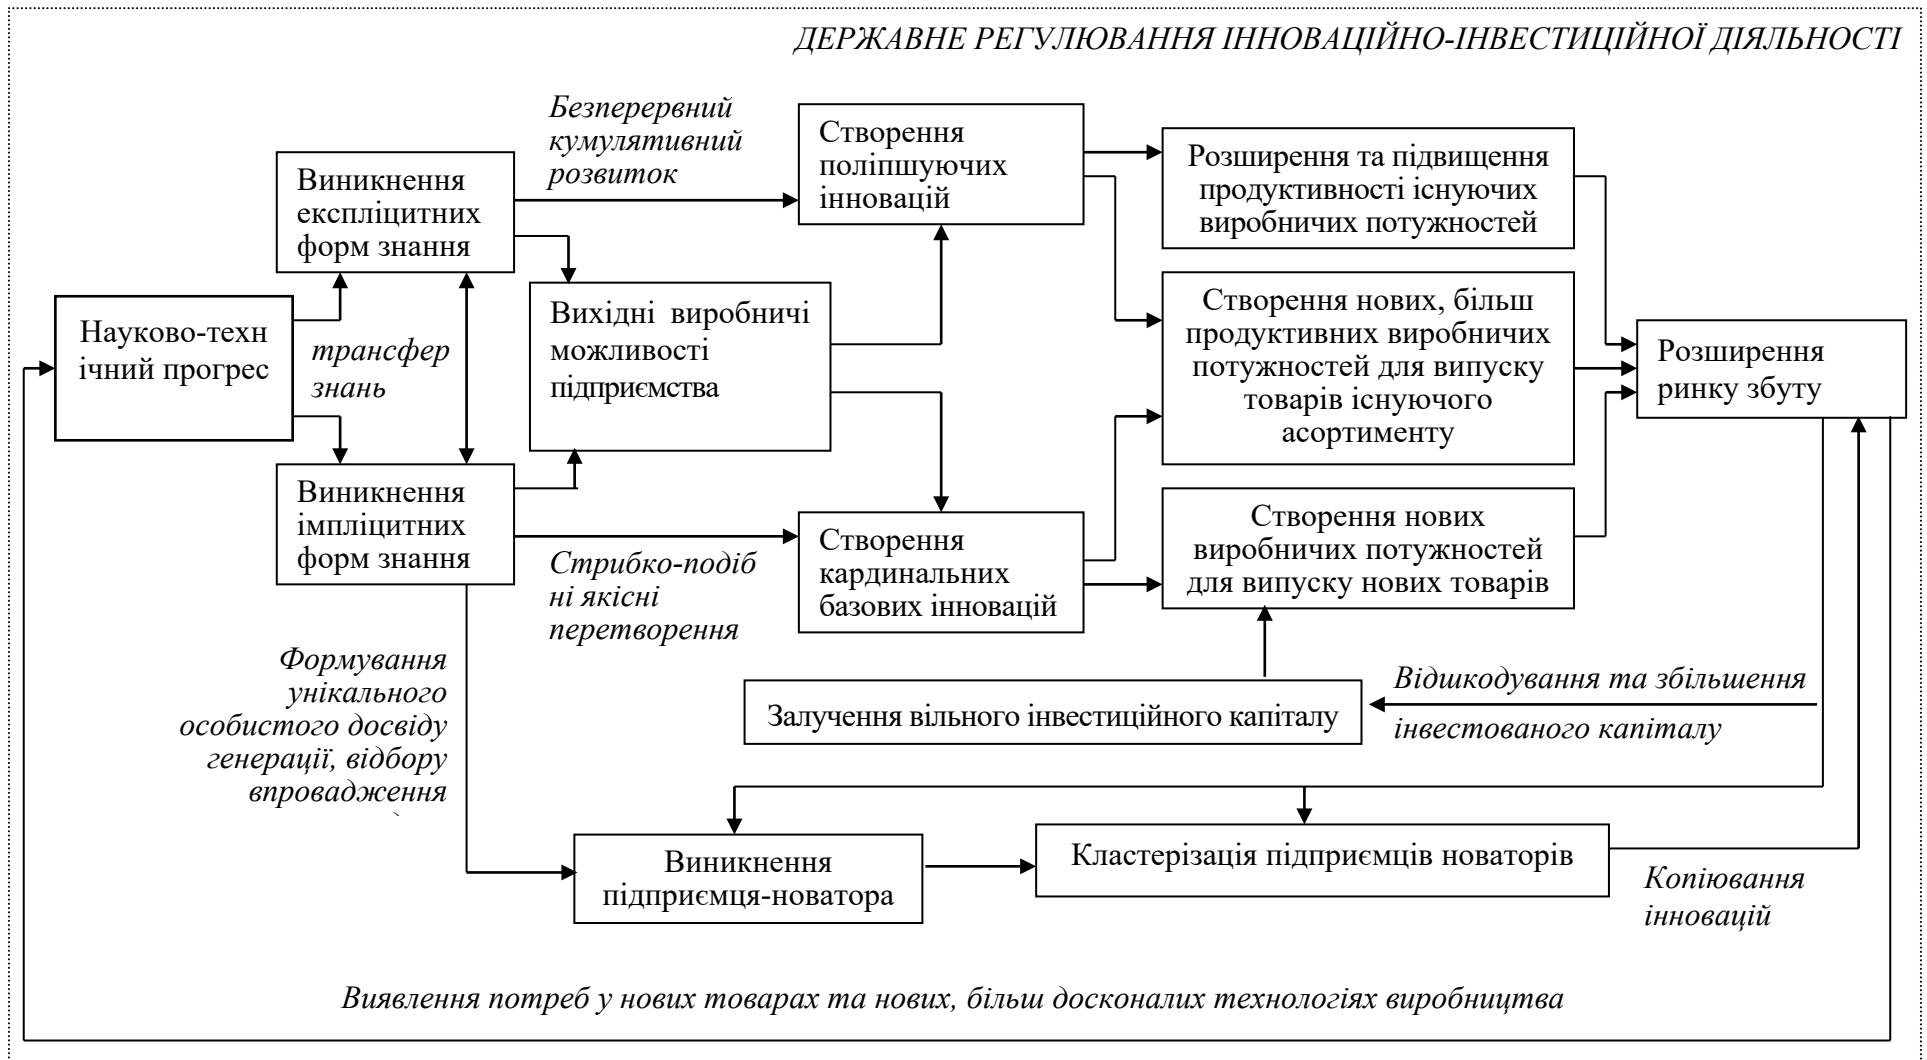 ДЕРЖАВНЕ РЕГУЛЮВАННЯ ІННОВАЦІЙНО-ІНВЕСТИЦІЙНОЇ ДІЯЛЬНОСТІ
Науково-техн
ічний прогрес
Виникнення
експліцитних
форм знання
трансфер
знань
Виникнення
імпліцитних
форм знання
Безперервний
кумулятивний
розвиток
Вихідні виробничі
можливості
підприємства
Стрибко-подіб
ні якісні
перетворення
Створення
поліпшуючих
інновацій
Створення
кардинальних
базових інновацій
Розширення та підвищення
продуктивності існуючих
виробничих потужностей
Створення нових, більш
продуктивних виробничих
потужностей для випуску
товарів існуючого
асортименту
Створення нових
виробничих потужностей
для випуску нових товарів
Розширення
ринку збуту
Формування
унікального
особистого досвіду
генерації, відбору
впровадження
Залучення вільного інвестиційного капіталу
Відшкодування та збільшення
інвестованого капіталу
Виникнення
підприємця-новатора
Кластерізація підприємців новаторів
Копіювання
інновацій
Виявлення потреб у нових товарах та нових, більш досконалих технологіях виробництва